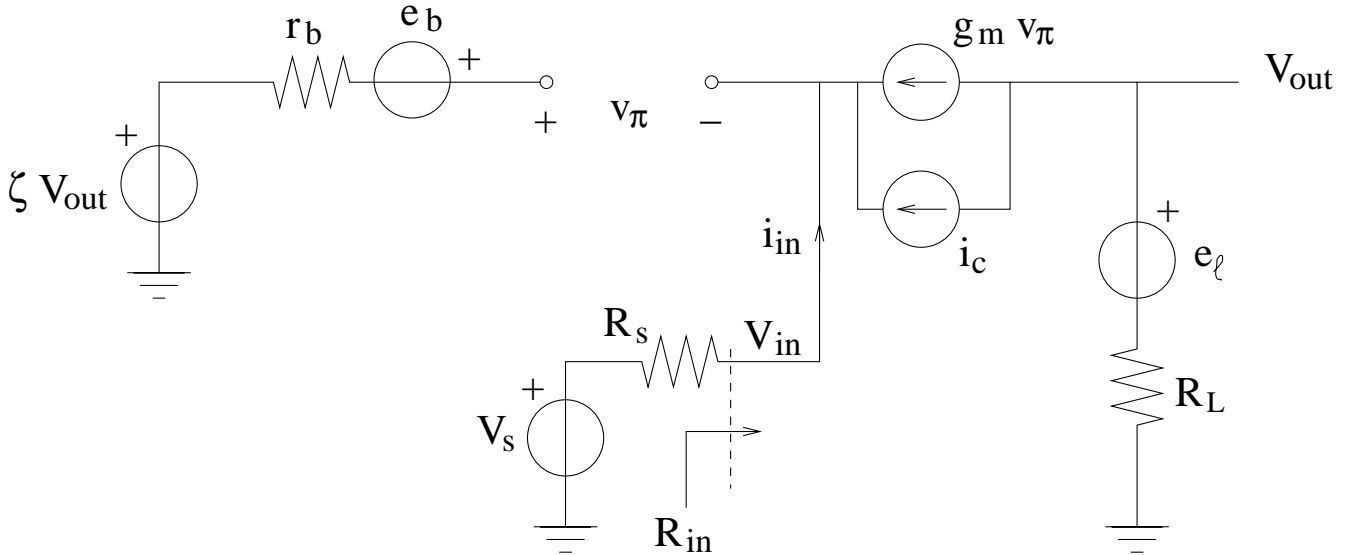 r_b
e_b
+
g_m v_π
V_out
+
+
v_π
−
ζ V_out
i_in
i_c
+
e_ℓ
R_s
V_in
+
V_s
R_L
R_in